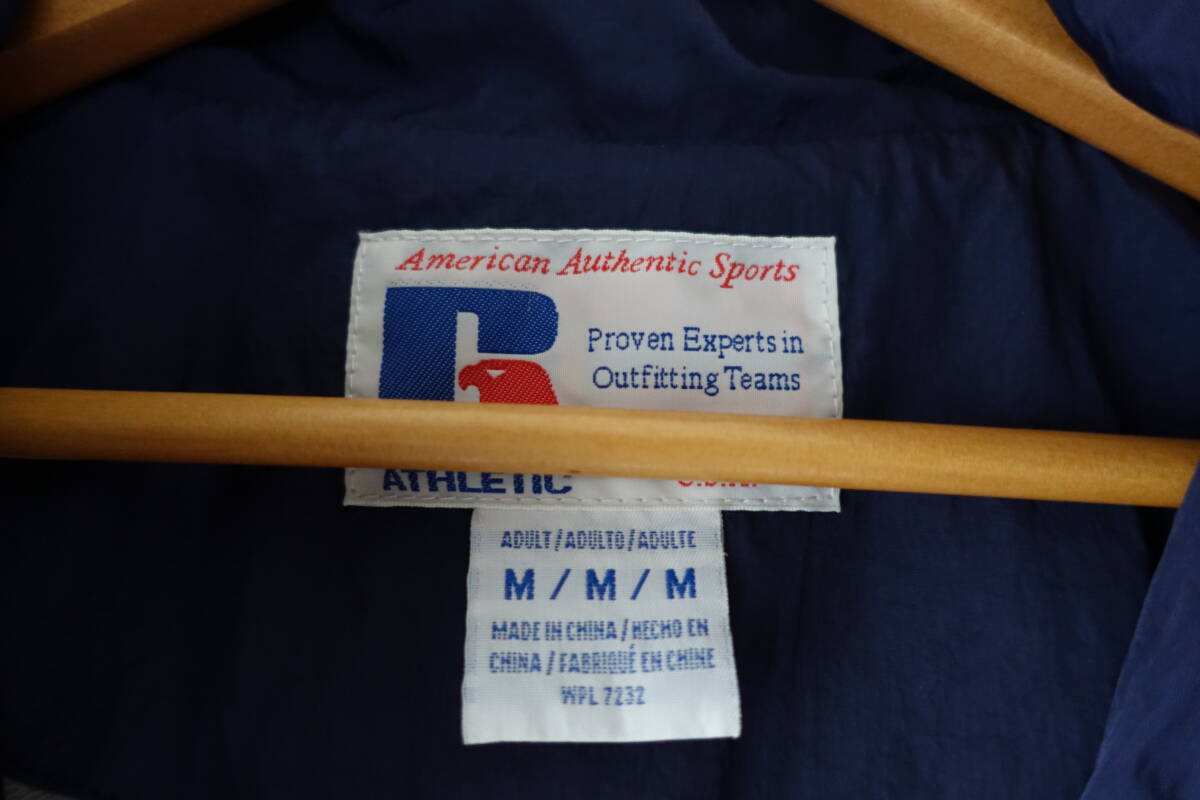 American Authentic Sports
Proven Experts in
Outfitting Teams
ATHLETIC
ADULT / ADULTO / ADULTE
M / M / M
MADE IN CHINA / HECHO EN
CHINA / FABRIQUÉ EN CHINE
WPL 7232